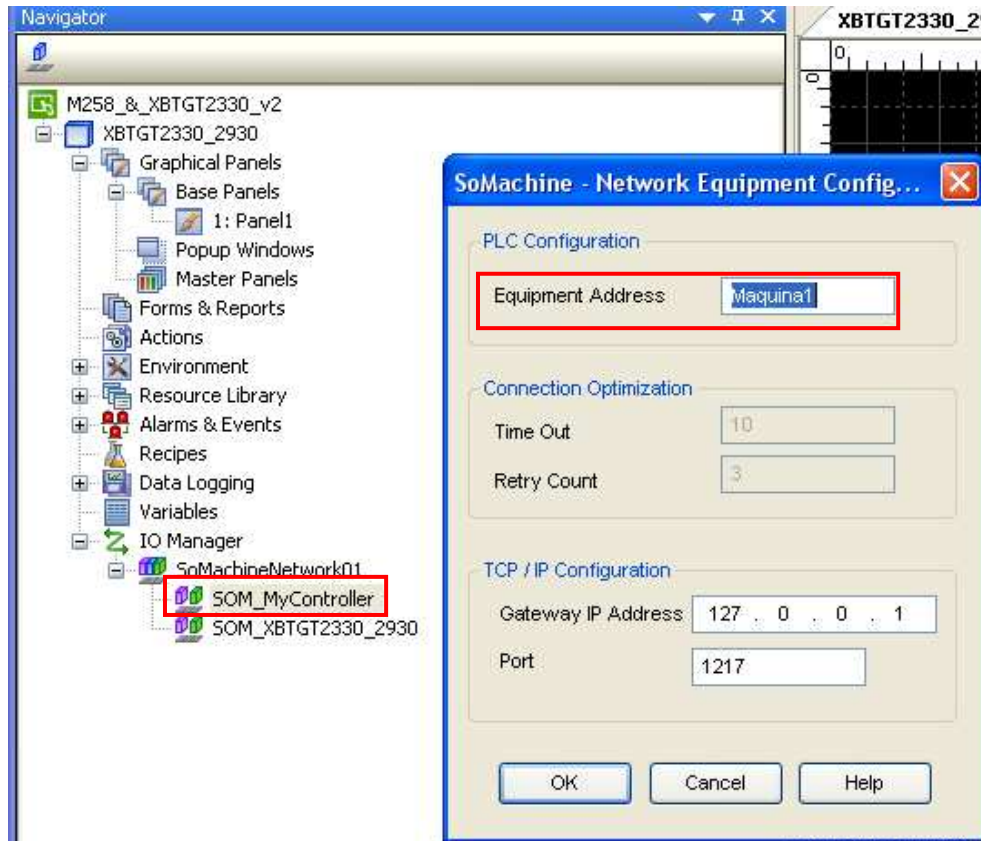 Navigator
XBTGT2330_2
0
0
M258_&_XBTGT2330_v2
XBTGT2330_2930
Graphical Panels
Base Panels
1: Panel1
Popup Windows
Master Panels
Forms & Reports
Actions
Environment
Resource Library
Alarms & Events
Recipes
Data Logging
Variables
IO Manager
SoMachineNetwork01
SOM_MyController
SOM_XBTGT2330_2930
SoMachine - Network Equipment Config...
PLC Configuration
Equipment Address Maquina1
Connection Optimization
Time Out 10
Retry Count 3
TCP / IP Configuration
Gateway IP Address 127 . 0 . 0 . 1
Port 1217
OK Cancel Help